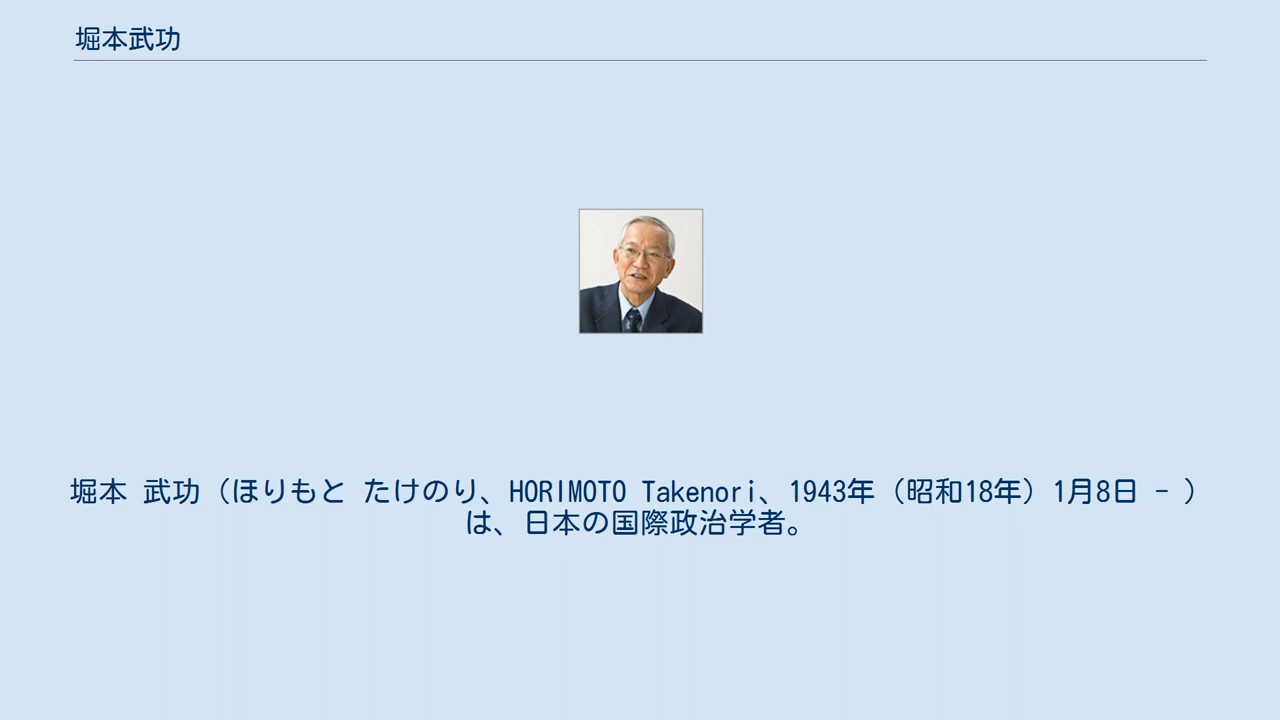 堀本武功
堀本 武功（ほりもと たけのり、HORIMOTO Takenori、1943年（昭和18年）1月8日 - ）
は、日本の国際政治学者。